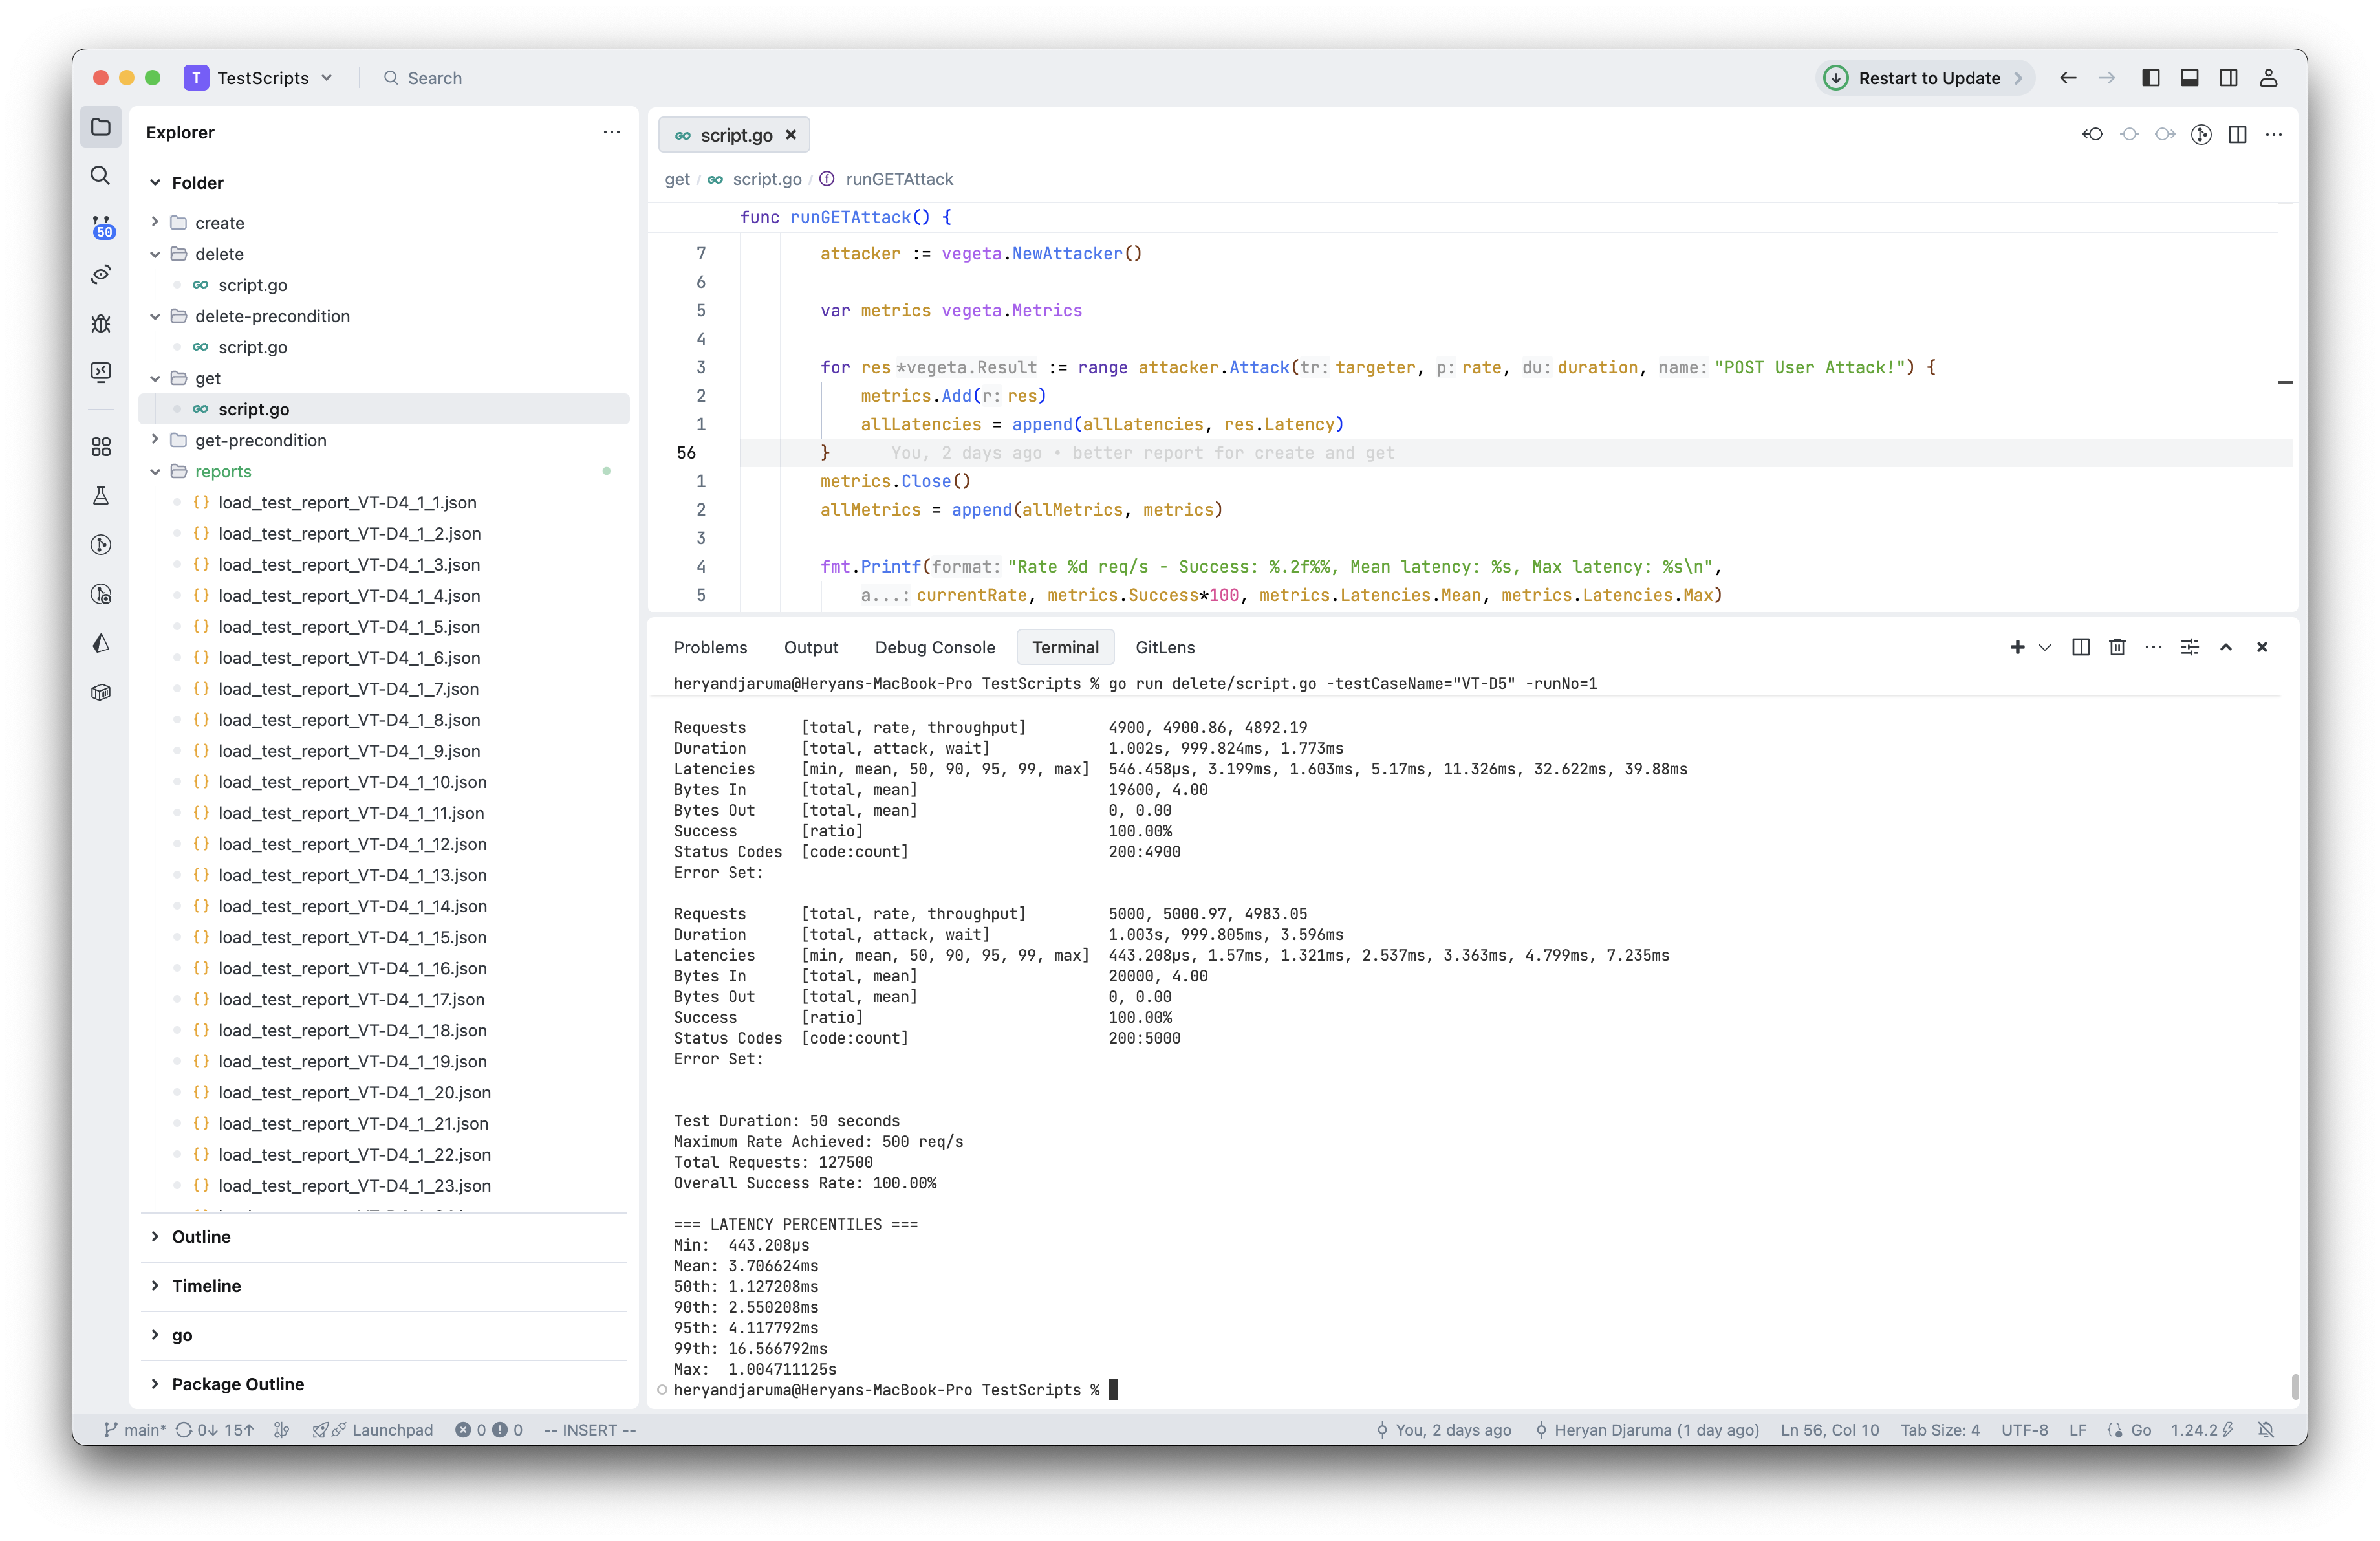 T TestScripts
Search
Restart to Update
Explorer
Folder
create
delete
script.go
delete-precondition
script.go
get
script.go
get-precondition
reports
{} load_test_report_VT-D4_1_1.json
{} load_test_report_VT-D4_1_2.json
{} load_test_report_VT-D4_1_3.json
{} load_test_report_VT-D4_1_4.json
{} load_test_report_VT-D4_1_5.json
{} load_test_report_VT-D4_1_6.json
{} load_test_report_VT-D4_1_7.json
{} load_test_report_VT-D4_1_8.json
{} load_test_report_VT-D4_1_9.json
{} load_test_report_VT-D4_1_10.json
{} load_test_report_VT-D4_1_11.json
{} load_test_report_VT-D4_1_12.json
{} load_test_report_VT-D4_1_13.json
{} load_test_report_VT-D4_1_14.json
{} load_test_report_VT-D4_1_15.json
{} load_test_report_VT-D4_1_16.json
{} load_test_report_VT-D4_1_17.json
{} load_test_report_VT-D4_1_18.json
{} load_test_report_VT-D4_1_19.json
{} load_test_report_VT-D4_1_20.json
{} load_test_report_VT-D4_1_21.json
{} load_test_report_VT-D4_1_22.json
{} load_test_report_VT-D4_1_23.json
Outline
Timeline
go
Package Outline
50
GO script.go
get / GO script.go / runGETAttack
func runGETAttack() {
7 attacker := vegeta.NewAttacker()
6
5 var metrics vegeta.Metrics
4
3 for res *vegeta.Result := range attacker.Attack(tr: targeter, p: rate, du: duration, name: "POST User Attack!") {
2 metrics.Add(r: res)
1 allLatencies = append(allLatencies, res.Latency)
56 } You, 2 days ago • better report for create and get
1 metrics.Close()
2 allMetrics = append(allMetrics, metrics)
3
4 fmt.Printf(format: "Rate %d req/s - Success: %.2f%%, Mean latency: %s, Max latency: %s\n",
5 a...: currentRate, metrics.Success*100, metrics.Latencies.Mean, metrics.Latencies.Max)
Problems Output Debug Console Terminal GitLens
heryandjaruma@Heryans-MacBook-Pro TestScripts % go run delete/script.go -testCaseName="VT-D5" -runNo=1
Requests [total, rate, throughput] 4900, 4900.86, 4892.19
Duration [total, attack, wait] 1.002s, 999.824ms, 1.773ms
Latencies [min, mean, 50, 90, 95, 99, max] 546.458µs, 3.199ms, 1.603ms, 5.17ms, 11.326ms, 32.622ms, 39.88ms
Bytes In [total, mean] 19600, 4.00
Bytes Out [total, mean] 0, 0.00
Success [ratio] 100.00%
Status Codes [code:count] 200:4900
Error Set:
Requests [total, rate, throughput] 5000, 5000.97, 4983.05
Duration [total, attack, wait] 1.003s, 999.805ms, 3.596ms
Latencies [min, mean, 50, 90, 95, 99, max] 443.208µs, 1.57ms, 1.321ms, 2.537ms, 3.363ms, 4.799ms, 7.235ms
Bytes In [total, mean] 20000, 4.00
Bytes Out [total, mean] 0, 0.00
Success [ratio] 100.00%
Status Codes [code:count] 200:5000
Error Set:
Test Duration: 50 seconds
Maximum Rate Achieved: 500 req/s
Total Requests: 127500
Overall Success Rate: 100.00%
=== LATENCY PERCENTILES ===
Min: 443.208µs
Mean: 3.706624ms
50th: 1.127208ms
90th: 2.550208ms
95th: 4.117792ms
99th: 16.566792ms
Max: 1.004711125s
heryandjaruma@Heryans-MacBook-Pro TestScripts %
main* 0↓ 15↑ Launchpad 0 0 -- INSERT -- You, 2 days ago Heryan Djaruma (1 day ago) Ln 56, Col 10 Tab Size: 4 UTF-8 LF Go 1.24.2